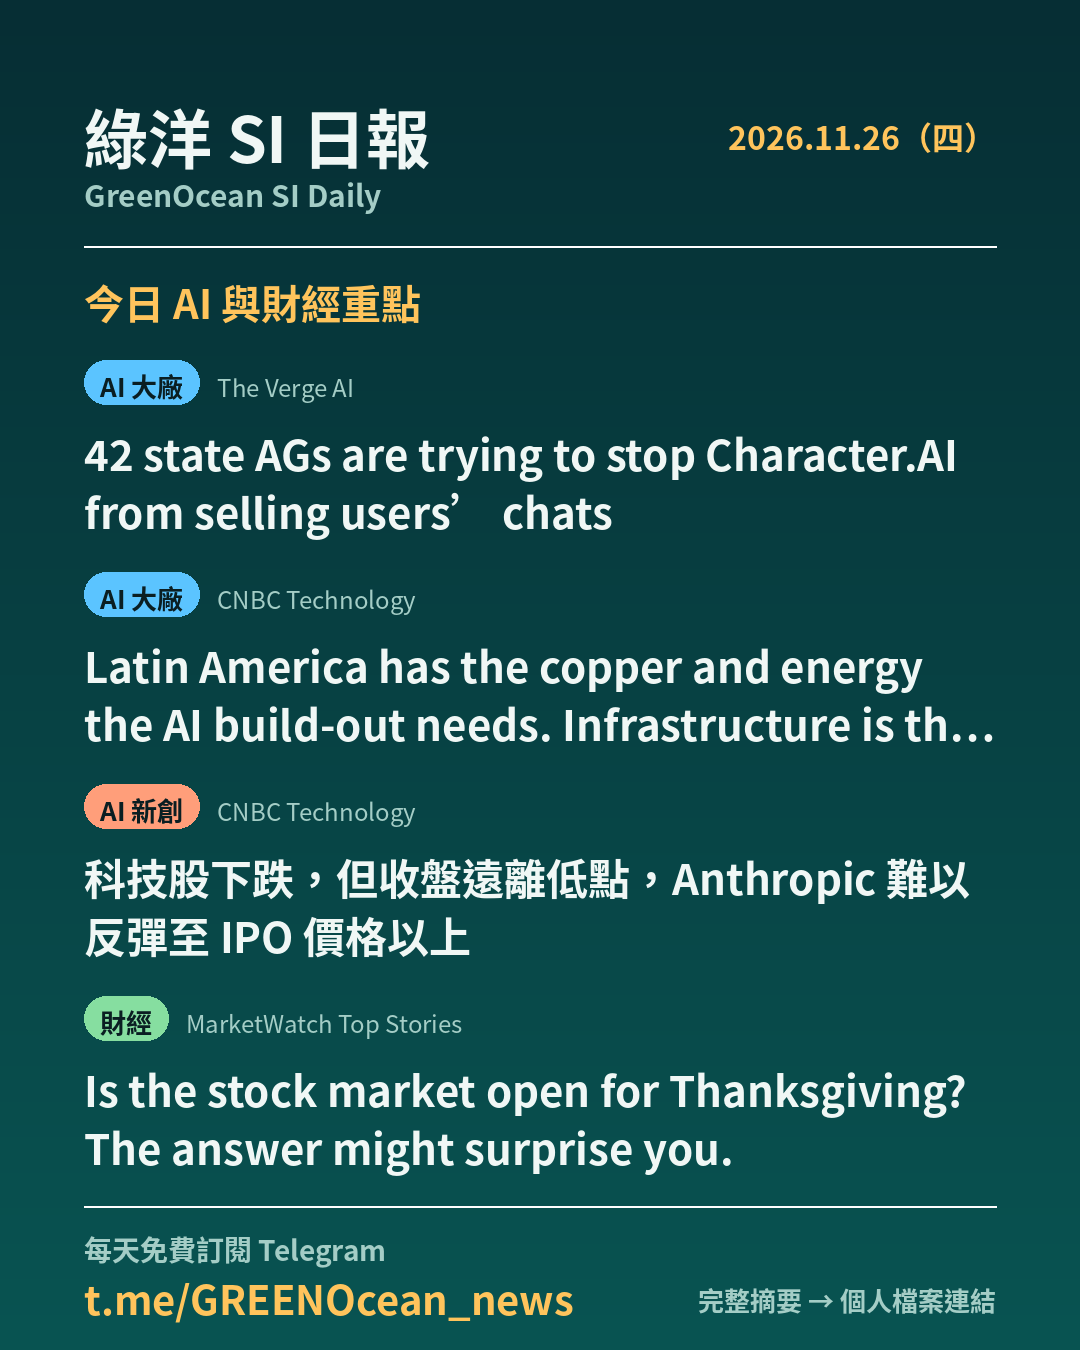 綠洋 SI 日報
2026.11.26（四）
GreenOcean SI Daily
今日 AI 與財經重點
AI 大廠 The Verge AI
42 state AGs are trying to stop Character.AI
from selling users’ chats
AI 大廠 CNBC Technology
Latin America has the copper and energy
the AI build-out needs. Infrastructure is th…
AI 新創 CNBC Technology
科技股下跌，但收盤遠離低點，Anthropic 難以
反彈至 IPO 價格以上
財經 MarketWatch Top Stories
Is the stock market open for Thanksgiving?
The answer might surprise you.
每天免費訂閱 Telegram
t.me/GREENOcean_news
完整摘要 → 個人檔案連結